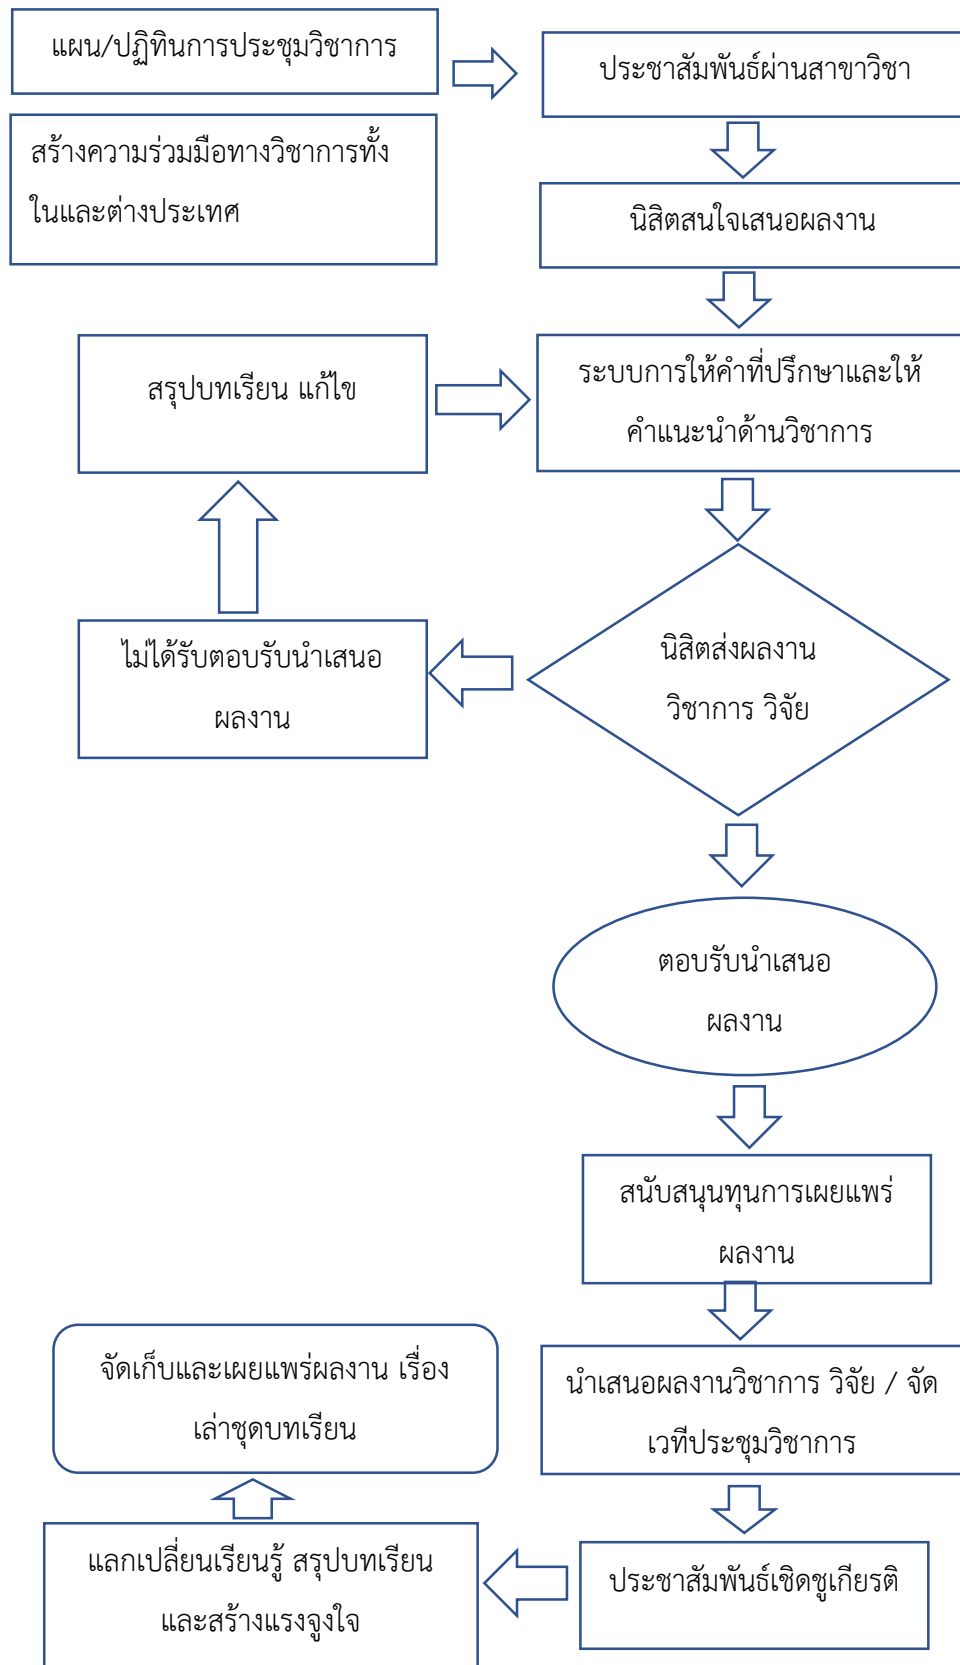 แผน/ปฏิทินการประชุมวิชาการ
สร้างความร่วมมือทางวิชาการทั้ง
ในและต่างประเทศ
ประชาสัมพันธ์ผ่านสาขาวิชา
นิสิตสนใจเสนอผลงาน
ระบบการให้คำที่ปรึกษาและให้
คำแนะนำด้านวิชาการ
สรุปบทเรียน แก้ไข
นิสิตส่งผลงาน
วิชาการ วิจัย
ไม่ได้รับตอบรับนำเสนอ
ผลงาน
ตอบรับนำเสนอ
ผลงาน
สนับสนุนทุนการเผยแพร่
ผลงาน
นำเสนอผลงานวิชาการ วิจัย / จัด
เวทีประชุมวิชาการ
ประชาสัมพันธ์เชิดชูเกียรติ
แลกเปลี่ยนเรียนรู้ สรุปบทเรียน
และสร้างแรงจูงใจ
จัดเก็บและเผยแพร่ผลงาน เรื่อง
เล่าชุดบทเรียน